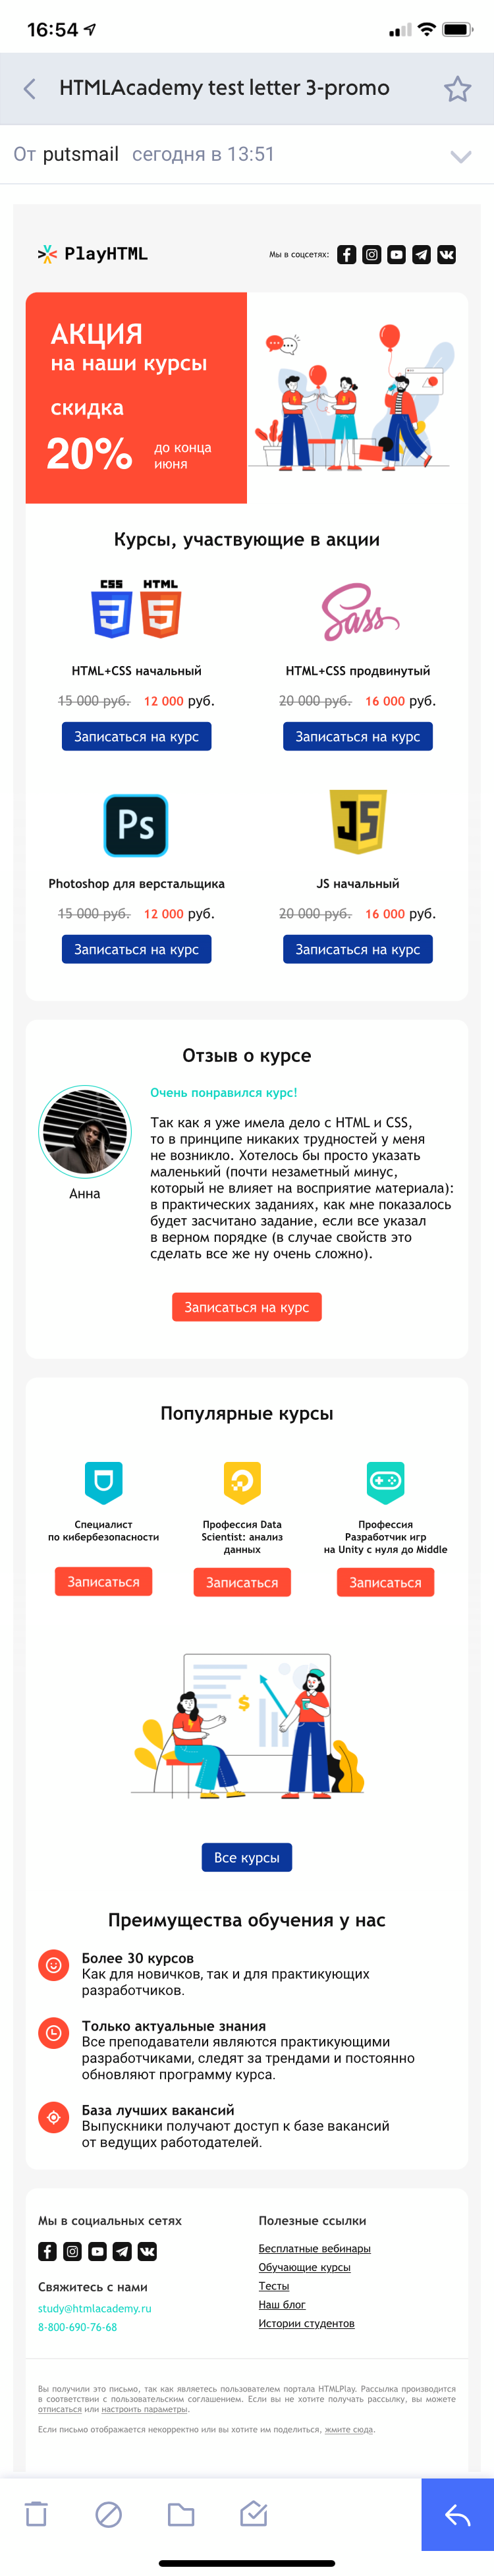 16:54
HTMLAcademy test letter 3-promo
От putsmail сегодня в 13:51
PlayHTML
Мы в соцсетях:
АКЦИЯ
на наши курсы
скидка
20% до конца
июня
Курсы, участвующие в акции
CSS HTML
Sass
HTML+CSS начальный
HTML+CSS продвинутый
15 000 руб. 12 000 руб.
20 000 руб. 16 000 руб.
Записаться на курс
Записаться на курс
Ps
JS
Photoshop для верстальщика
JS начальный
15 000 руб. 12 000 руб.
20 000 руб. 16 000 руб.
Записаться на курс
Записаться на курс
Отзыв о курсе
Анна
Очень понравился курс!
Так как я уже имела дело с HTML и CSS,
то в принципе никаких трудностей у меня
не возникло. Хотелось бы просто указать
маленький (почти незаметный минус,
который не влияет на восприятие материала):
в практических заданиях, как мне показалось
будет засчитано задание, если все указал
в верном порядке (в случае свойств это
сделать все же ну очень сложно).
Записаться на курс
Популярные курсы
Специалист
по кибербезопасности
Записаться
Профессия Data
Scientist: анализ
данных
Записаться
Профессия
Разработчик игр
на Unity с нуля до Middle
Записаться
$
Все курсы
Преимущества обучения у нас
Более 30 курсов
Как для новичков, так и для практикующих
разработчиков.
Только актуальные знания
Все преподаватели являются практикующими
разработчиками, следят за трендами и постоянно
обновляют программу курса.
База лучших вакансий
Выпускники получают доступ к базе вакансий
от ведущих работодателей.
Мы в социальных сетях
Свяжитесь с нами
study@htmlacademy.ru
8-800-690-76-68
Полезные ссылки
Бесплатные вебинары
Обучающие курсы
Тесты
Наш блог
Истории студентов
Вы получили это письмо, так как являетесь пользователем портала HTMLPlay. Рассылка производится
в соответствии с пользовательским соглашением. Если вы не хотите получать рассылку, вы можете
отписаться или настроить параметры.
Если письмо отображается некорректно или вы хотите им поделиться, жмите сюда.